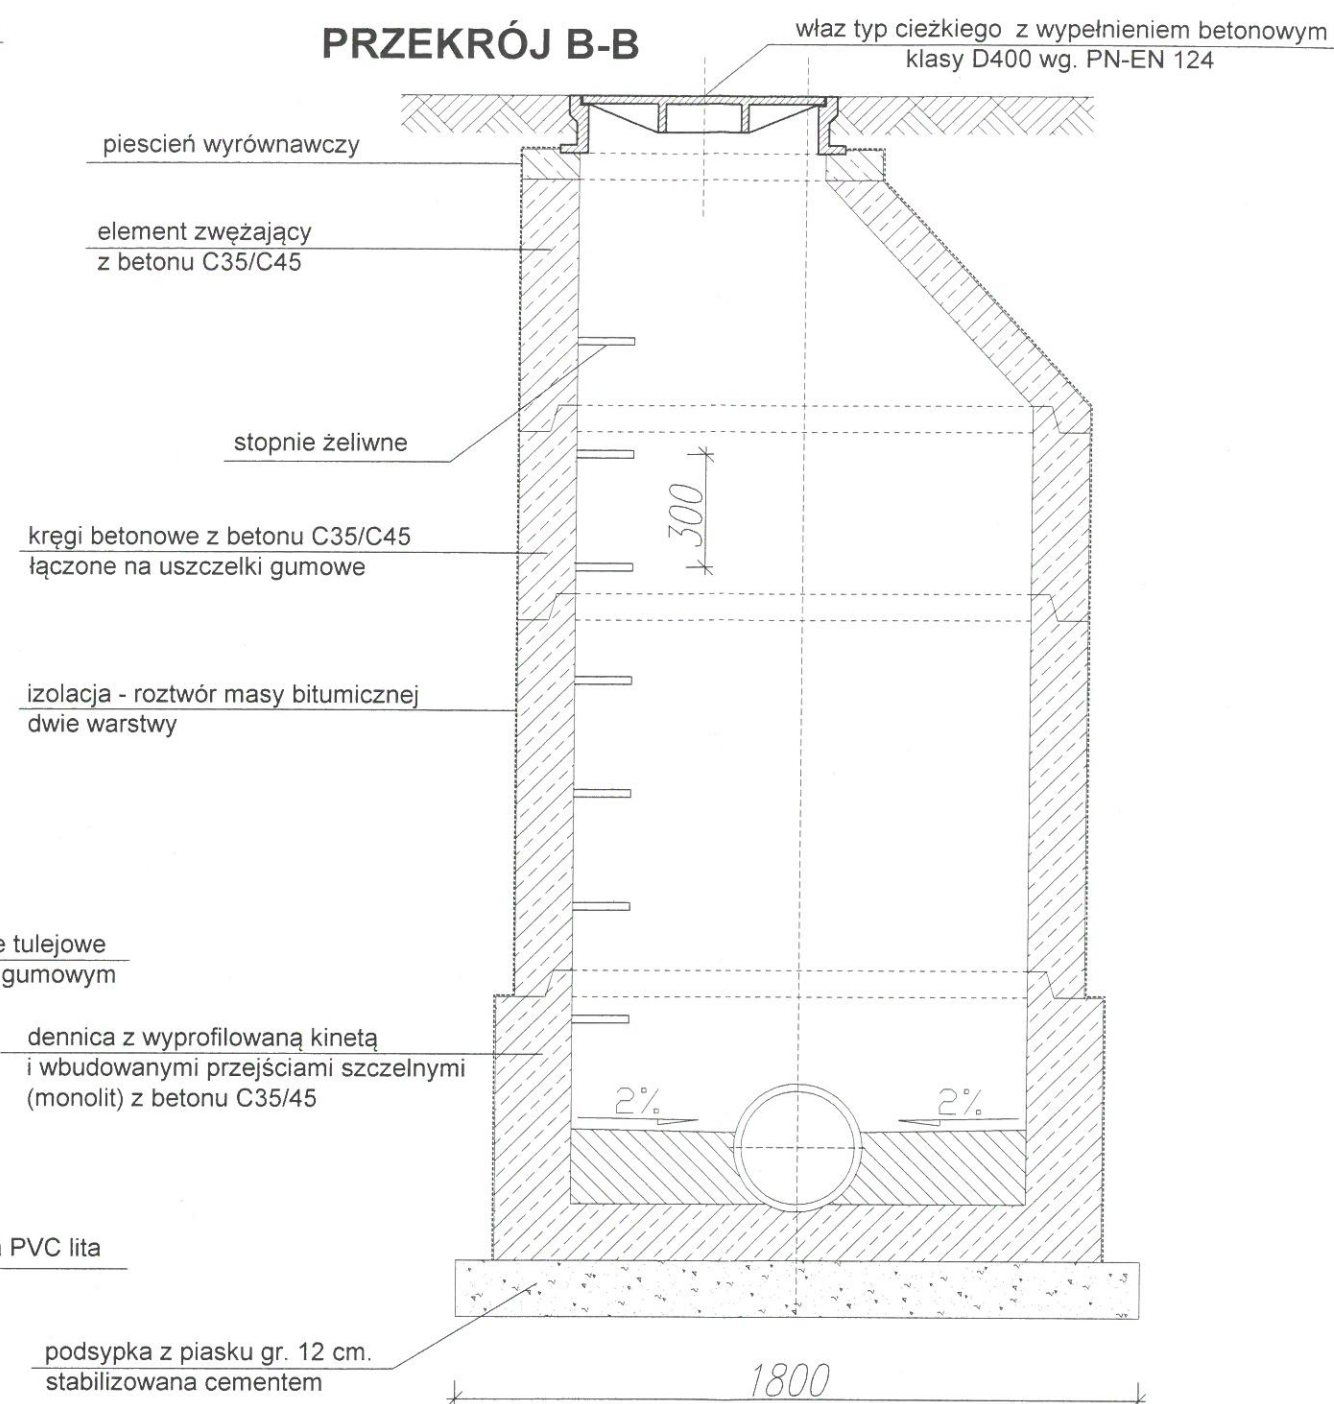 PRZEKRÓJ B-B
właz typ cieżkiego z wypełnieniem betonowym
klasy D400 wg. PN-EN 124
piescień wyrównawczy
element zwężający
z betonu C35/C45
stopnie żeliwne
300
kręgi betonowe z betonu C35/C45
łączone na uszczelki gumowe
izolacja - roztwór masy bitumicznej
dwie warstwy
e tulejowe
gumowym
dennica z wyprofilowaną kinetą
i wbudowanymi przejściami szczelnymi
(monolit) z betonu C35/45
2% 2%
PVC lita
podsypka z piasku gr. 12 cm.
stabilizowana cementem
1800